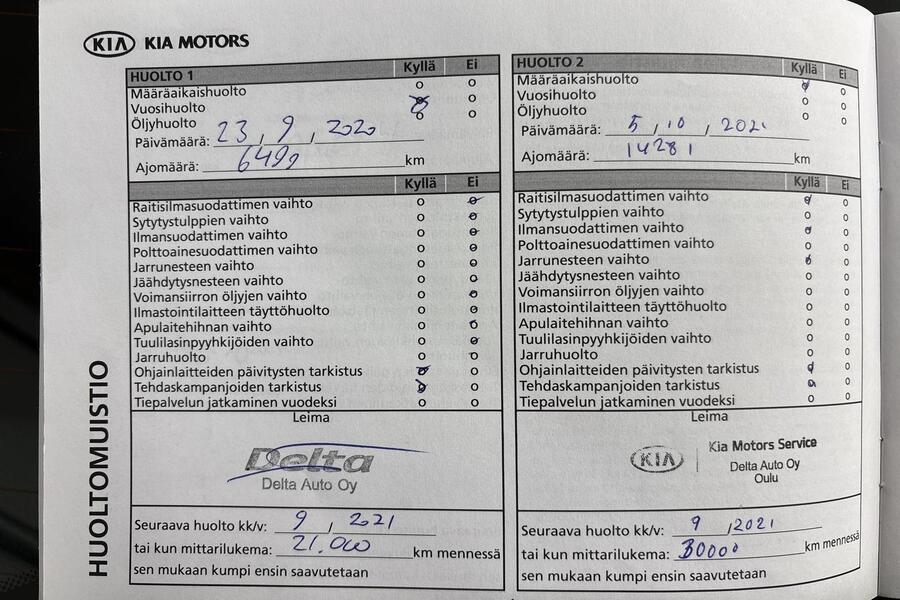 KIA KIA MOTORS
HUOLTOMUISTIO
HUOLTO 1 Kyllä Ei
Määräaikaishuolto o o
Vuosihuolto o o
Öljyhuolto o o
Päivämäärä: 23 , 9 , 2020
Ajomäärä: 6499 km
Kyllä Ei
Raitisilmasuodattimen vaihto o o
Sytytystulppien vaihto o o
Ilmansuodattimen vaihto o o
Polttoainesuodattimen vaihto o o
Jarrunesteen vaihto o o
Jäähdytysnesteen vaihto o o
Voimansiirron öljyjen vaihto o o
Ilmastointilaitteen täyttöhuolto o o
Apulaitehihnan vaihto o o
Tuulilasinpyyhkijöiden vaihto o o
Jarruhuolto o o
Ohjainlaitteiden päivitysten tarkistus o o
Tehdaskampanjoiden tarkistus o o
Tiepalvelun jatkaminen vuodeksi o o
Leima
Delta
Delta Auto Oy
Seuraava huolto kk/v: 9 , 2021
tai kun mittarilukema: 21.000 km mennessä
sen mukaan kumpi ensin saavutetaan
HUOLTO 2 Kyllä Ei
Määräaikaishuolto o o
Vuosihuolto o o
Öljyhuolto o o
Päivämäärä: 5 , 10 , 2021
Ajomäärä: 14281 km
Kyllä Ei
Raitisilmasuodattimen vaihto o o
Sytytystulppien vaihto o o
Ilmansuodattimen vaihto o o
Polttoainesuodattimen vaihto o o
Jarrunesteen vaihto o o
Jäähdytysnesteen vaihto o o
Voimansiirron öljyjen vaihto o o
Ilmastointilaitteen täyttöhuolto o o
Apulaitehihnan vaihto o o
Tuulilasinpyyhkijöiden vaihto o o
Jarruhuolto o o
Ohjainlaitteiden päivitysten tarkistus o o
Tehdaskampanjoiden tarkistus o o
Tiepalvelun jatkaminen vuodeksi o o
Leima
KIA Kia Motors Service
Delta Auto Oy
Oulu
Seuraava huolto kk/v: 9 , 2021
tai kun mittarilukema: 30000 km mennessä
sen mukaan kumpi ensin saavutetaan